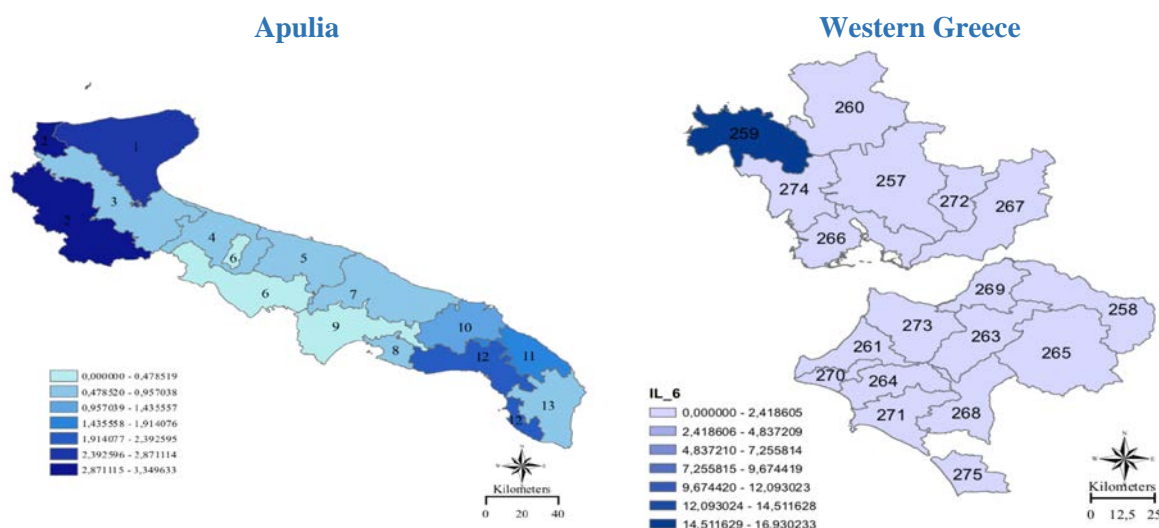 Apulia
Western Greece
2
1
3
2
4
6
5
6
7
9
8
10
12
11
13
12
0,000000 - 0,478519
0,478520 - 0,957038
0,957039 - 1,435557
1,435558 - 1,914076
1,914077 - 2,392595
2,392596 - 2,871114
2,871115 - 3,349633
N
W E
S
Kilometers
0 20 40
260
259
257
274
272
267
266
269
258
273
263
261
265
270
264
271
268
275
IL_6
0,000000 - 2,418605
2,418606 - 4,837209
4,837210 - 7,255814
7,255815 - 9,674419
9,674420 - 12,093023
12,093024 - 14,511628
14,511629 - 16,930233
N
W E
S
Kilometers
0 12,5 25